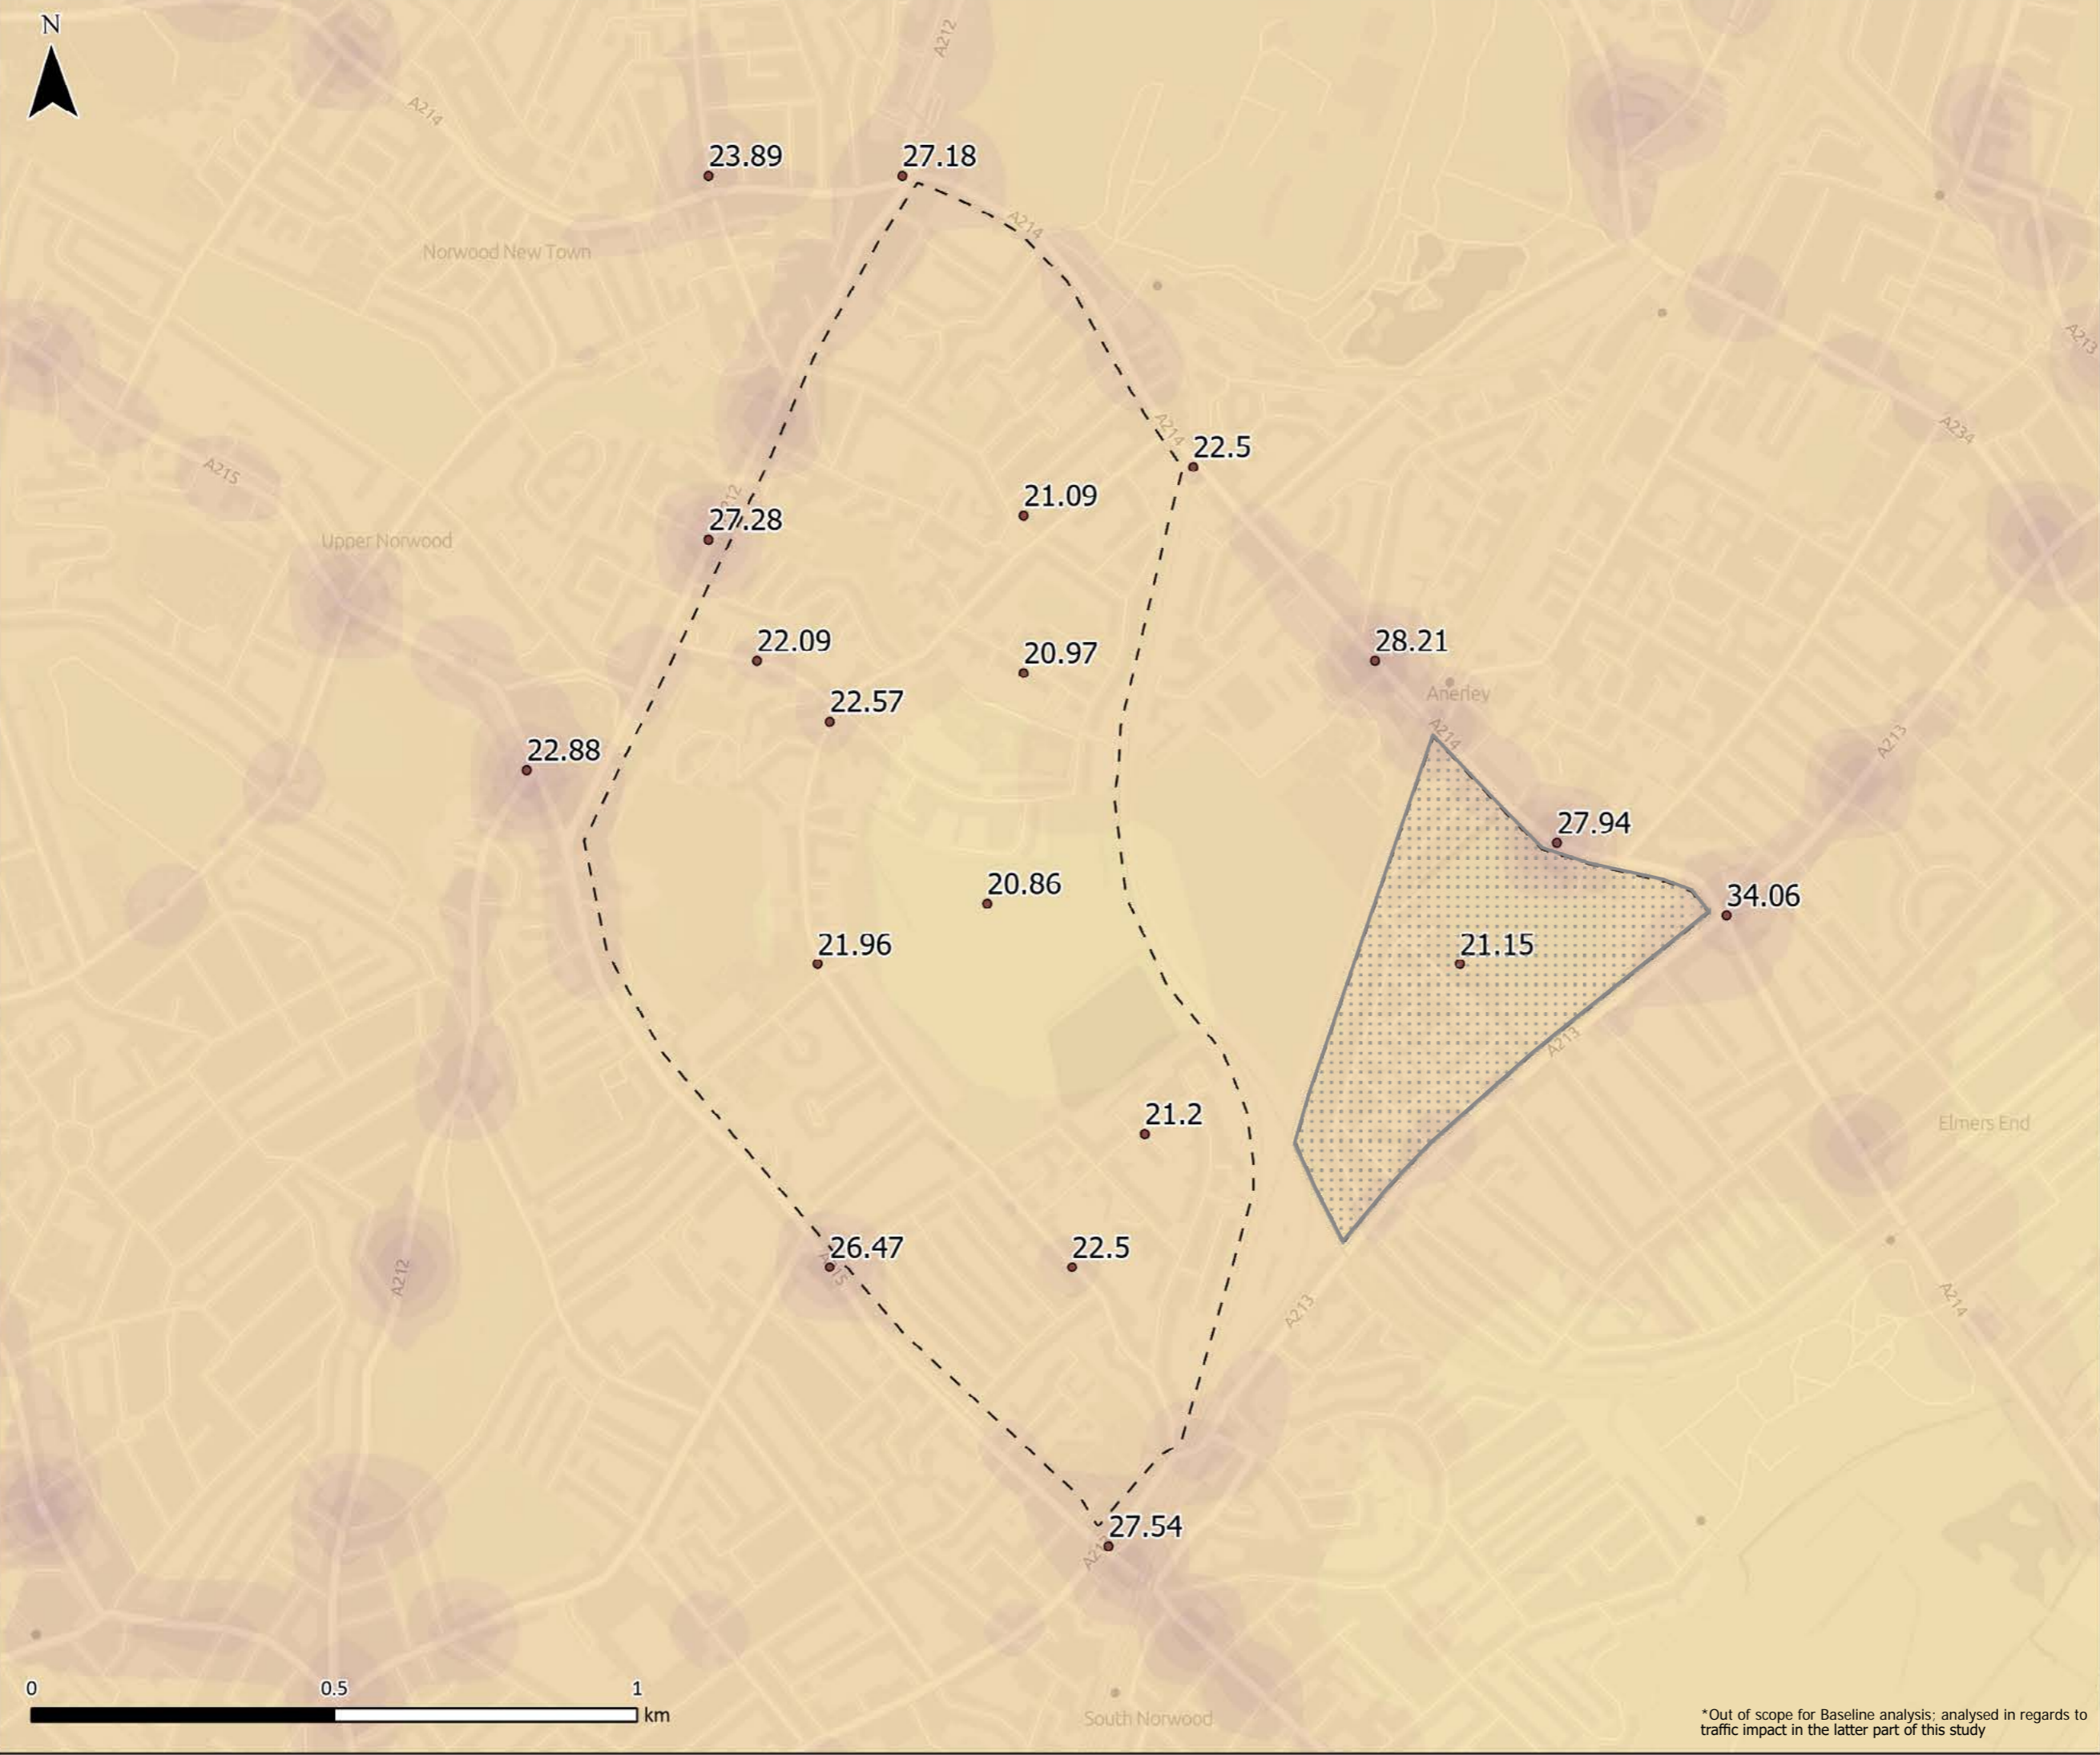 N
A212
A214
23.89
27.18
A214
Norwood New Town
A213
A214
22.5
A234
A215
21.09
27.28
Upper Norwood
22.09
20.97
28.21
Anerley
22.57
A214
22.88
A213
27.94
20.86
34.06
21.96
21.15
A213
21.2
Elmers End
26.47
22.5
A212
A213
A214
27.54
0
0.5
1
km
South Norwood
*Out of scope for Baseline analysis; analysed in regards to
traffic impact in the latter part of this study